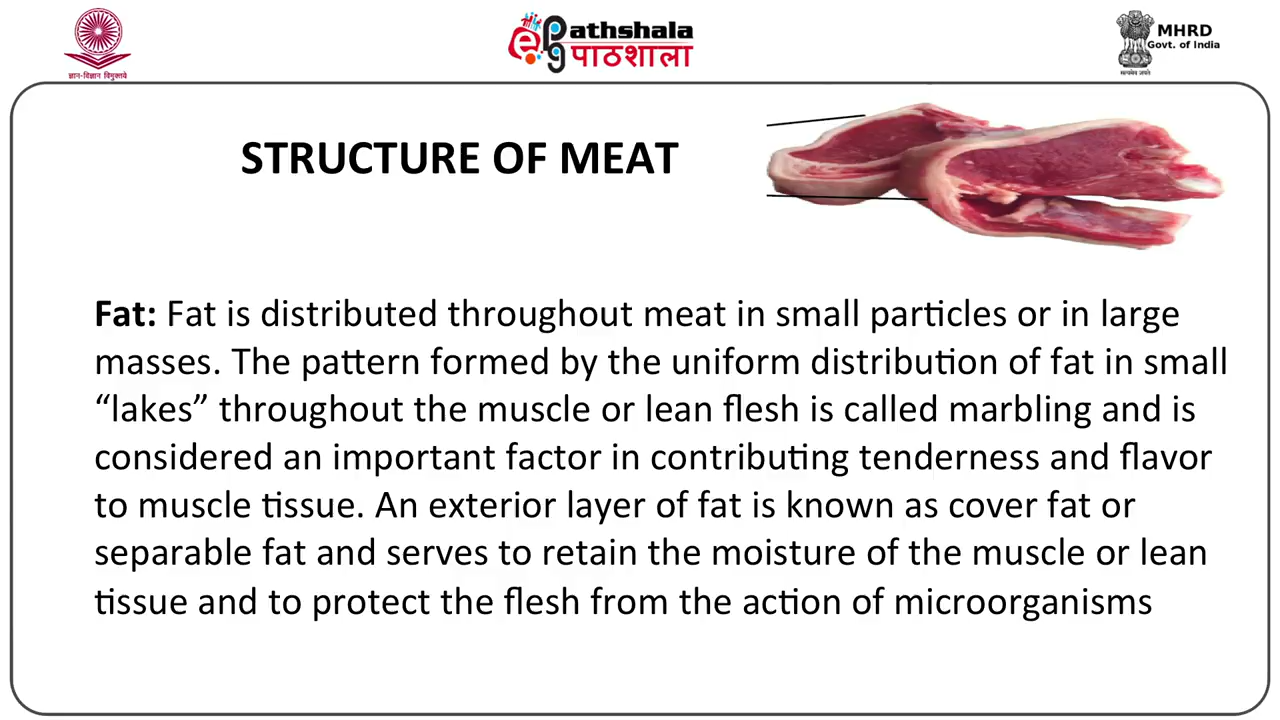 ज्ञान-विज्ञान विमुक्तये
Pathshala
पाठशाला
MHRD
Govt. of India
सत्यमेव जयते
STRUCTURE OF MEAT
Fat: Fat is distributed throughout meat in small particles or in large
masses. The pattern formed by the uniform distribution of fat in small
“lakes” throughout the muscle or lean flesh is called marbling and is
considered an important factor in contributing tenderness and flavor
to muscle tissue. An exterior layer of fat is known as cover fat or
separable fat and serves to retain the moisture of the muscle or lean
tissue and to protect the flesh from the action of microorganisms